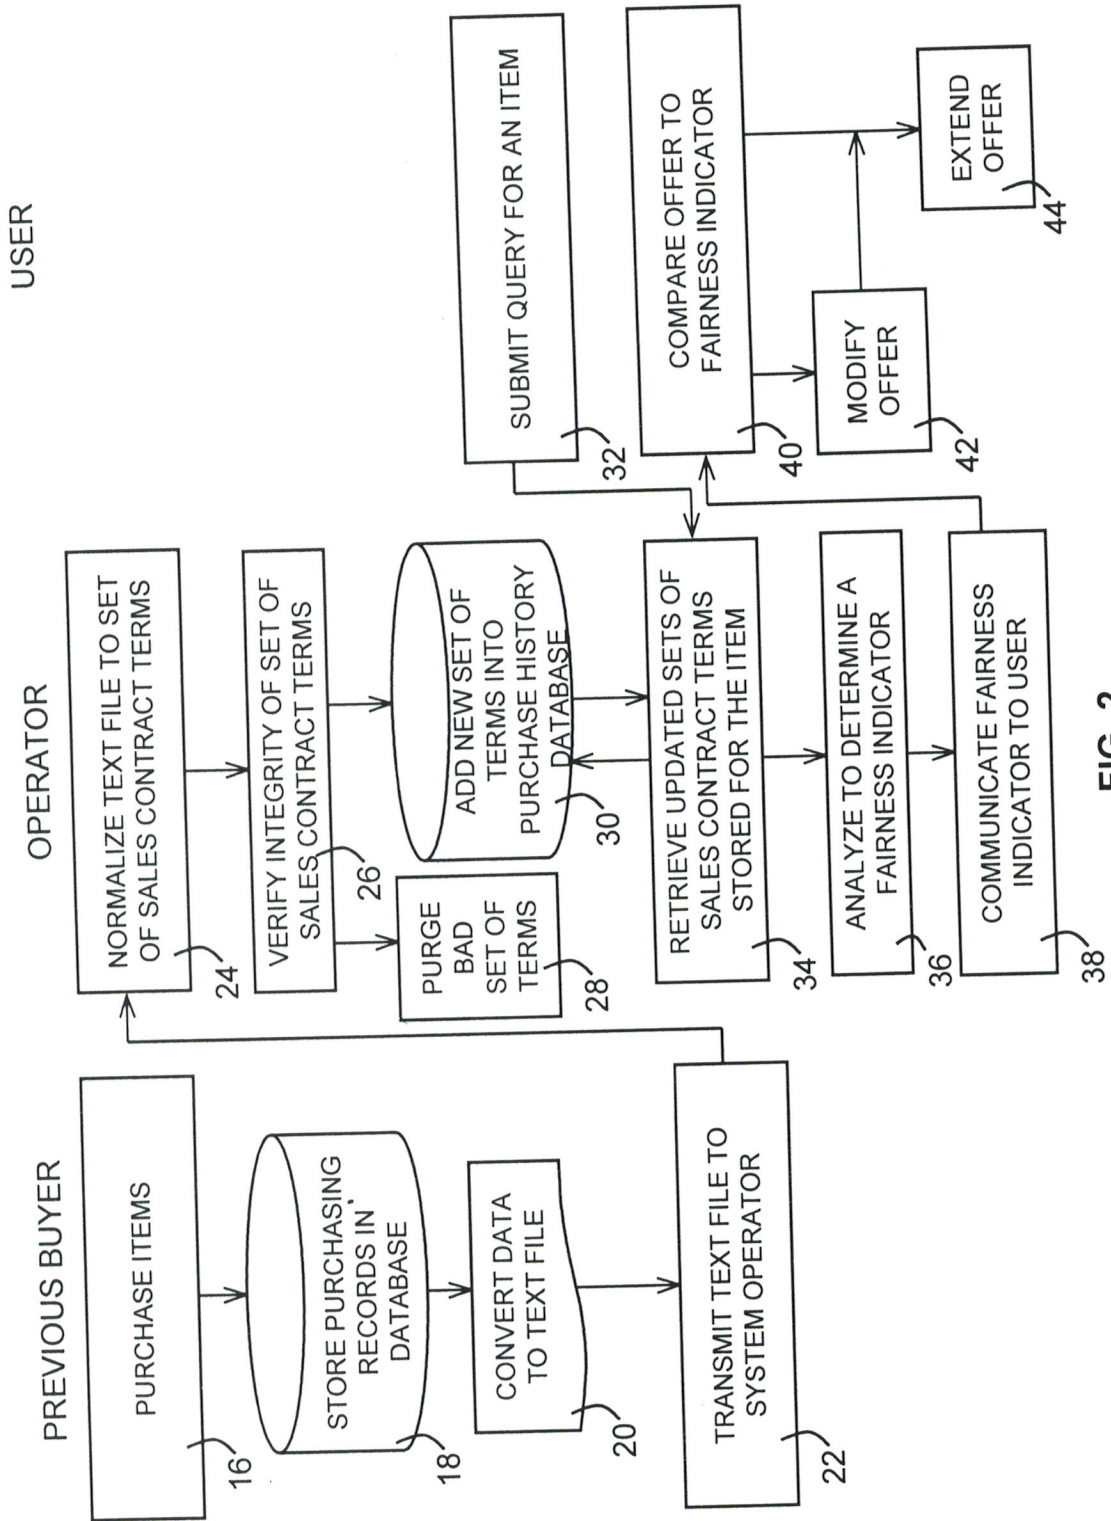 PREVIOUS BUYER
PURCHASE ITEMS
16
STORE PURCHASING
RECORDS IN
DATABASE
18
CONVERT DATA
TO TEXT FILE
20
TRANSMIT TEXT FILE TO
SYSTEM OPERATOR
22
OPERATOR
NORMALIZE TEXT FILE TO SET
OF SALES CONTRACT TERMS
24
VERIFY INTEGRITY OF SET OF
SALES CONTRACT TERMS
26
PURGE
BAD
SET OF
TERMS
28
ADD NEW SET OF
TERMS INTO
PURCHASE HISTORY
DATABASE
30
RETRIEVE UPDATED SETS OF
SALES CONTRACT TERMS
STORED FOR THE ITEM
34
ANALYZE TO DETERMINE A
FAIRNESS INDICATOR
36
COMMUNICATE FAIRNESS
INDICATOR TO USER
38
USER
SUBMIT QUERY FOR AN ITEM
32
COMPARE OFFER TO
FAIRNESS INDICATOR
40
MODIFY
OFFER
42
EXTEND
OFFER
44